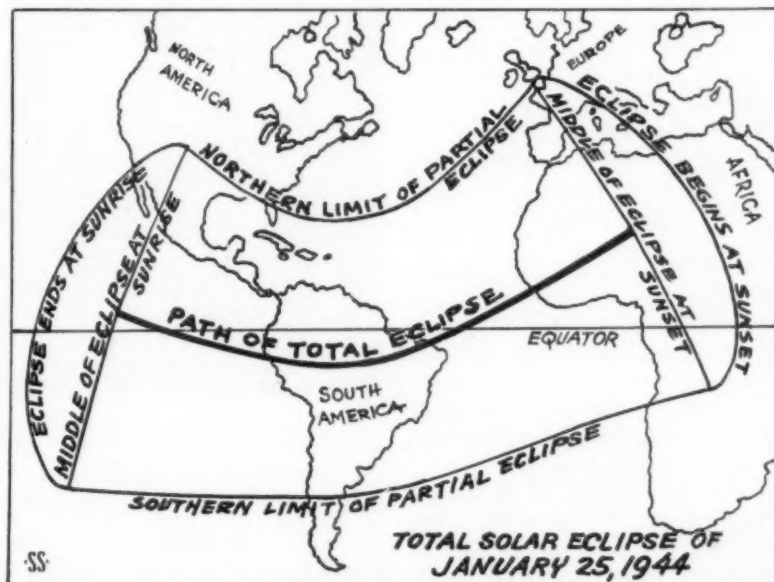 NORTH
AMERICA
EUROPE
AFRICA
ECLIPSE BEGINS AT SUNSET
MIDDLE OF ECLIPSE AT
SUNSET
NORTHERN LIMIT OF PARTIAL
ECLIPSE
ECLIPSE ENDS AT SUNRISE
MIDDLE OF ECLIPSE AT
SUNRISE
PATH OF TOTAL ECLIPSE
EQUATOR
SOUTH
AMERICA
SOUTHERN LIMIT OF PARTIAL ECLIPSE
·SS·
TOTAL SOLAR ECLIPSE OF
JANUARY 25, 1944